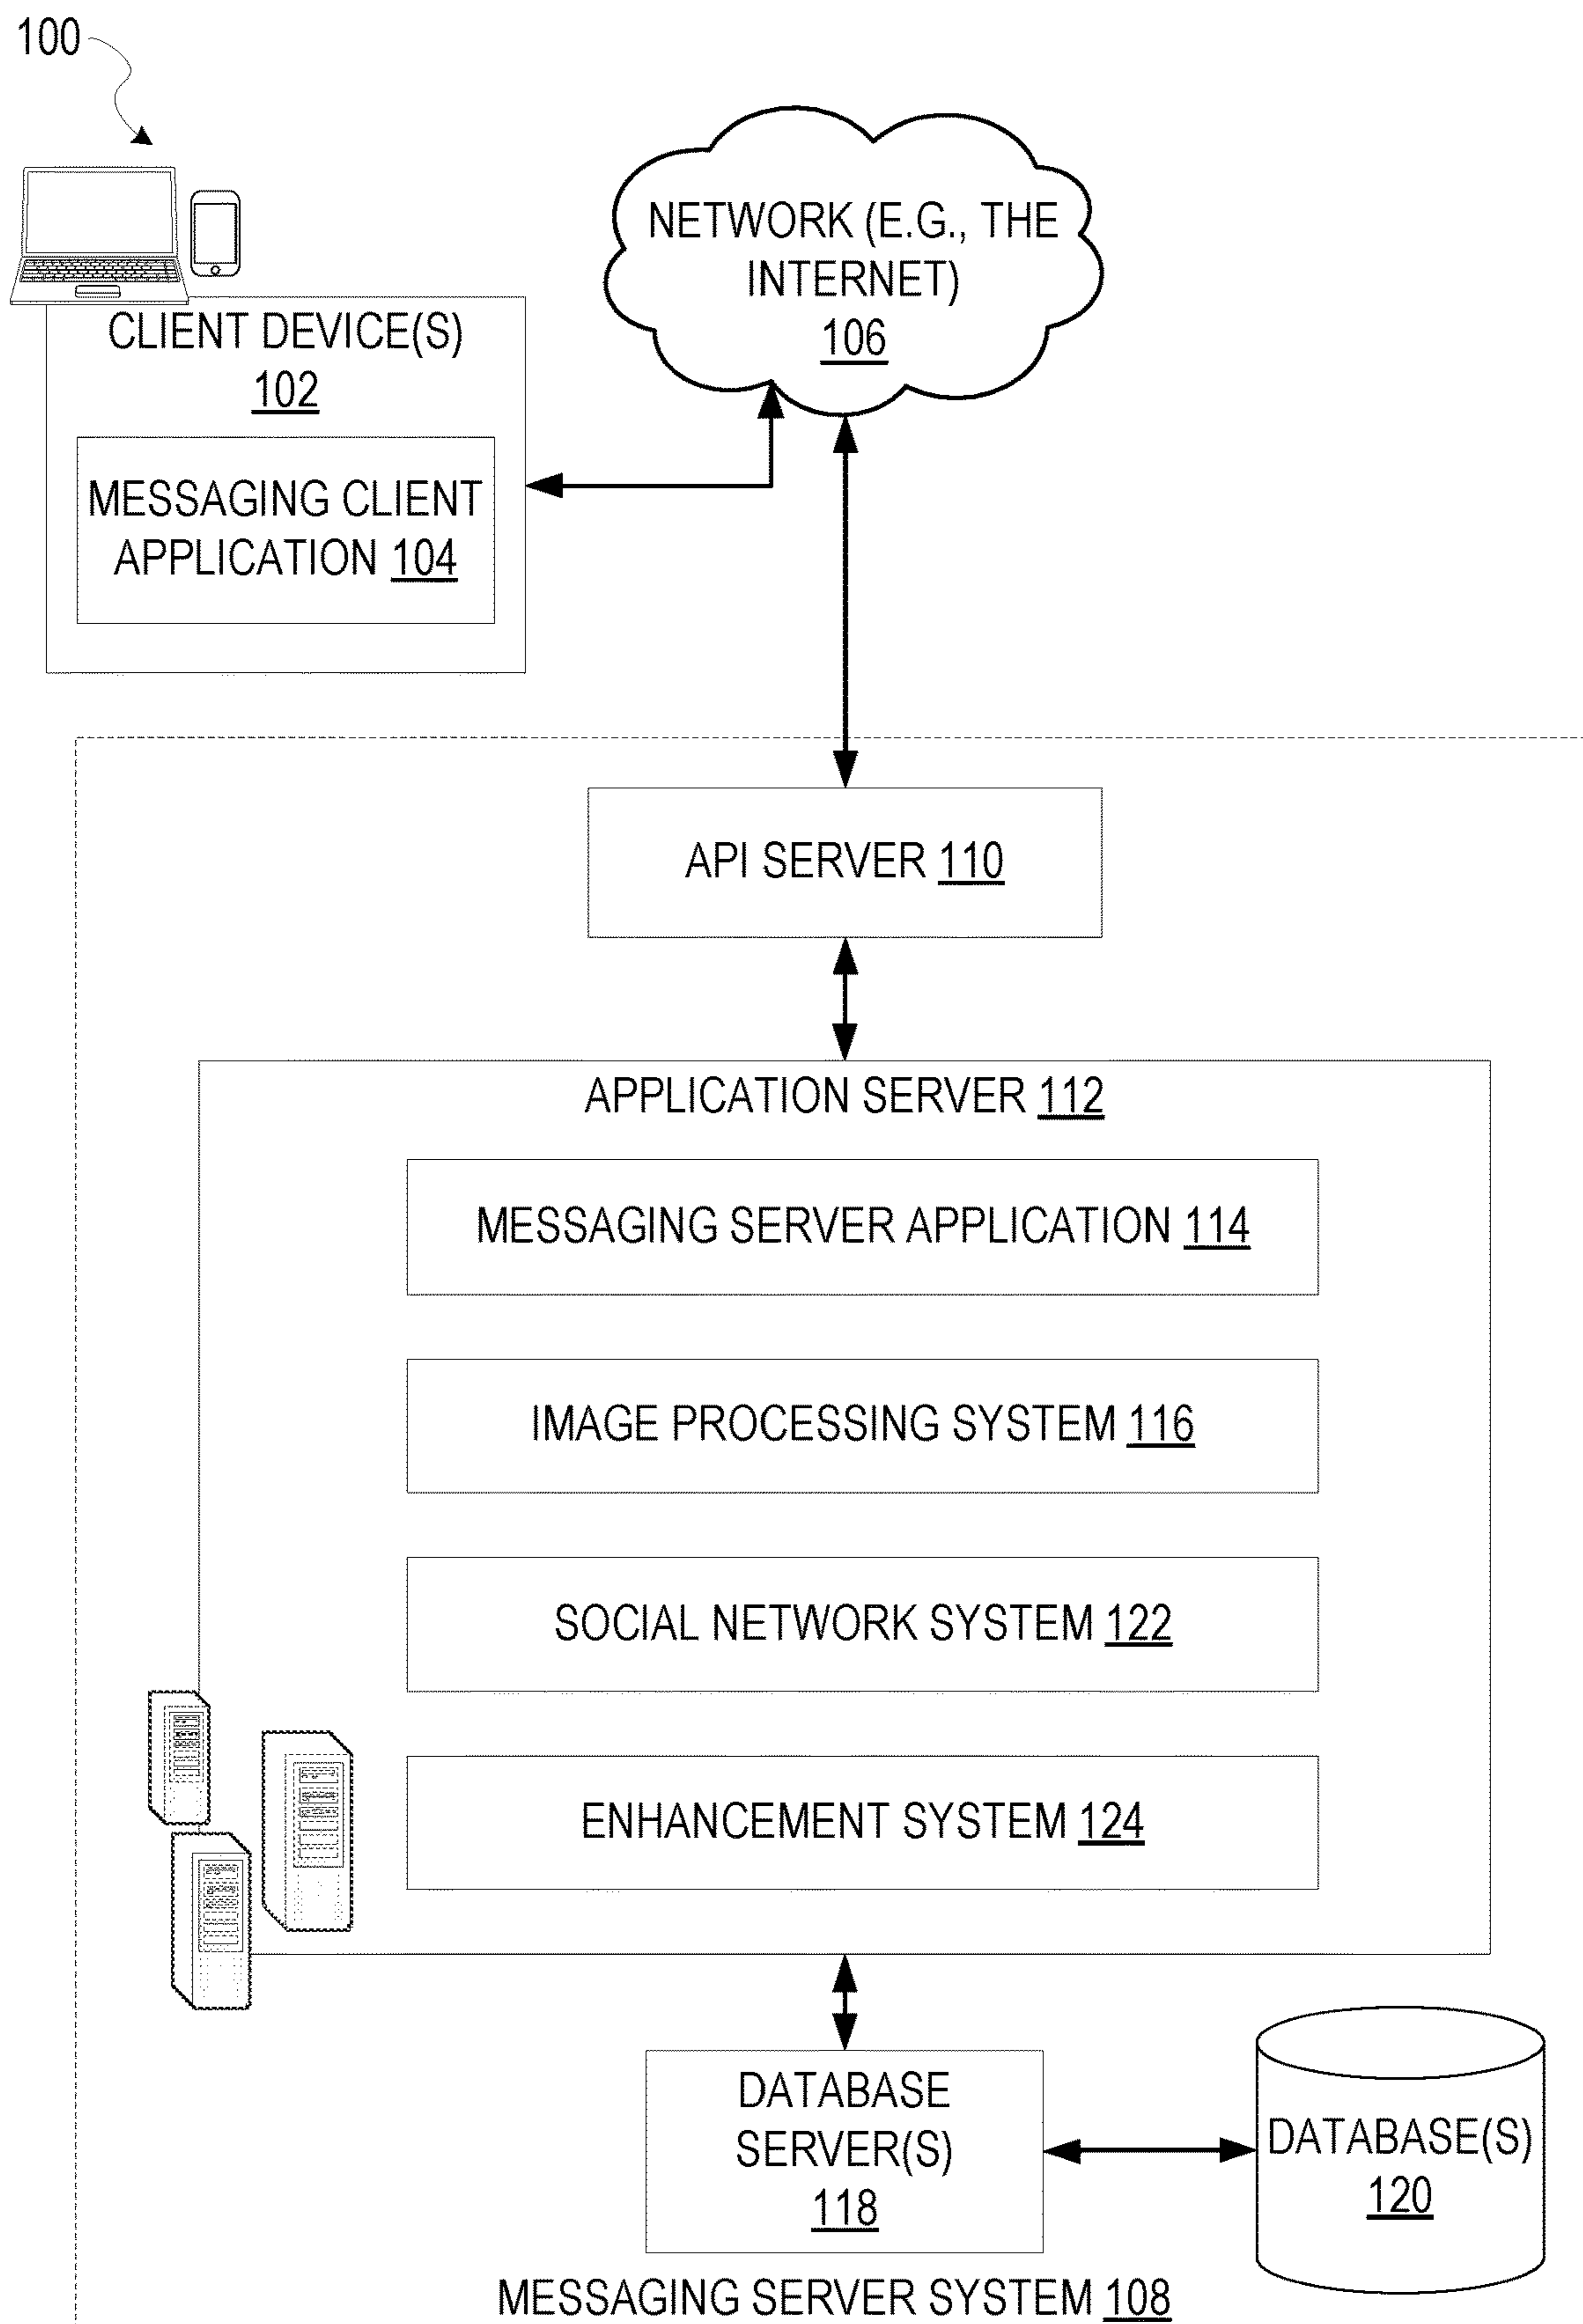 100
NETWORK (E.G., THE
INTERNET)
106
CLIENT DEVICE(S)
102
MESSAGING CLIENT
APPLICATION 104
API SERVER 110
APPLICATION SERVER 112
MESSAGING SERVER APPLICATION 114
IMAGE PROCESSING SYSTEM 116
SOCIAL NETWORK SYSTEM 122
ENHANCEMENT SYSTEM 124
DATABASE
SERVER(S)
118
DATABASE(S)
120
MESSAGING SERVER SYSTEM 108